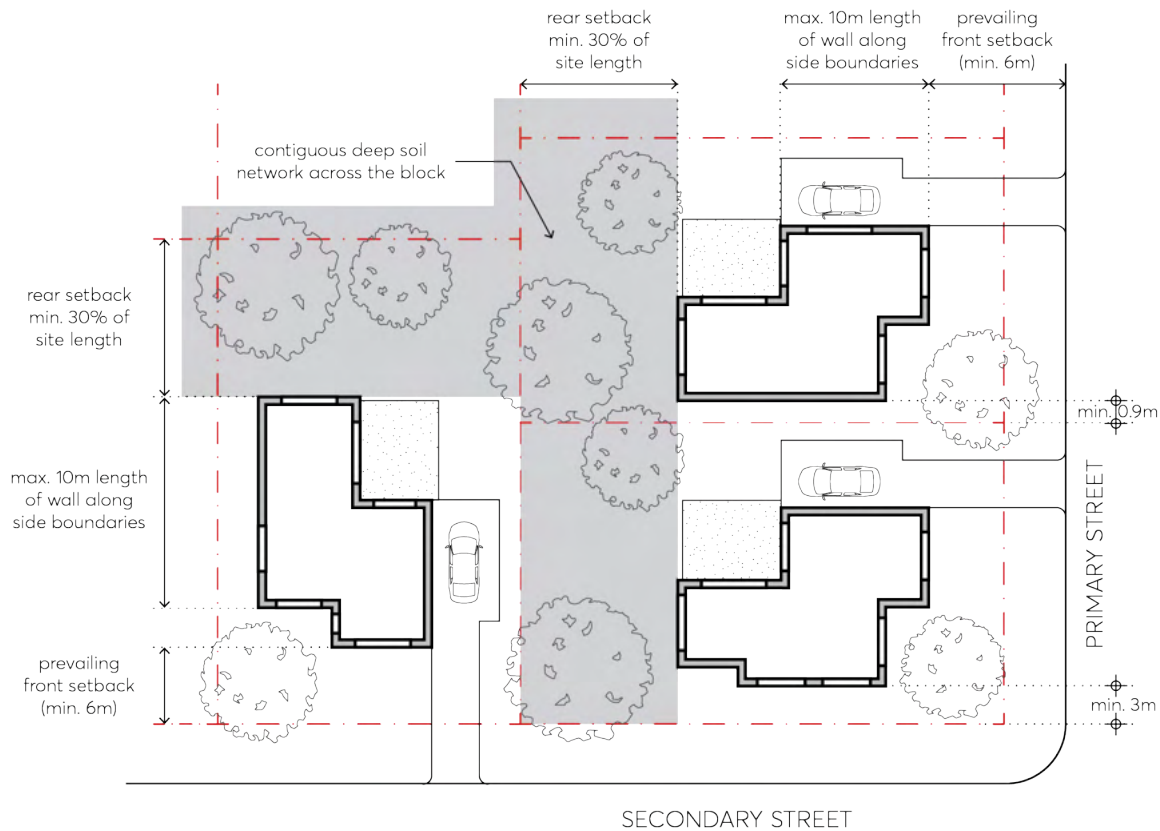 rear setback
min. 30% of
site length
max. 10m length
of wall along
side boundaries
prevailing
front setback
(min. 6m)
contiguous deep soil
network across the block
rear setback
min. 30% of
site length
min. 0.9m
max. 10m length
of wall along
side boundaries
PRIMARY STREET
prevailing
front setback
(min. 6m)
min. 3m
SECONDARY STREET